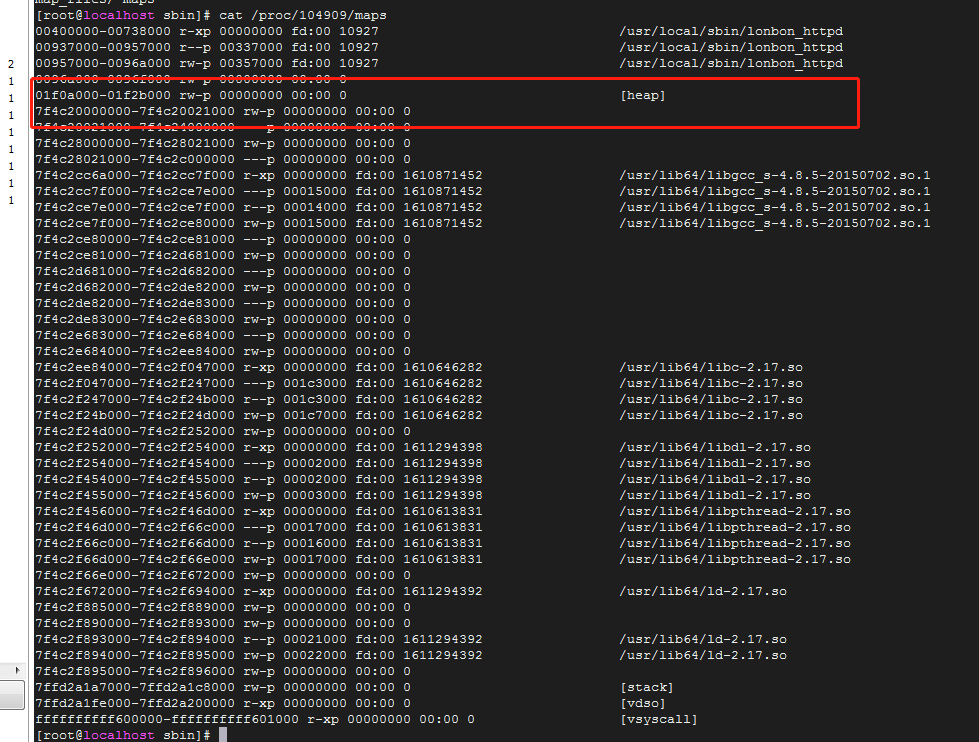 map_files/ maps
[root@localhost sbin]# cat /proc/104909/maps
00400000-00738000 r-xp 00000000 fd:00 10927 /usr/local/sbin/lonbon_httpd
00937000-00957000 r--p 00337000 fd:00 10927 /usr/local/sbin/lonbon_httpd
00957000-0096a000 rw-p 00357000 fd:00 10927 /usr/local/sbin/lonbon_httpd
0096a000-0096f000 rw-p 00000000 00:00 0
01f0a000-01f2b000 rw-p 00000000 00:00 0 [heap]
7f4c20000000-7f4c20021000 rw-p 00000000 00:00 0
7f4c20021000-7f4c24000000 ---p 00000000 00:00 0
7f4c28000000-7f4c28021000 rw-p 00000000 00:00 0
7f4c28021000-7f4c2c000000 ---p 00000000 00:00 0
7f4c2cc6a000-7f4c2cc7f000 r-xp 00000000 fd:00 1610871452 /usr/lib64/libgcc_s-4.8.5-20150702.so.1
7f4c2cc7f000-7f4c2ce7e000 ---p 00015000 fd:00 1610871452 /usr/lib64/libgcc_s-4.8.5-20150702.so.1
7f4c2ce7e000-7f4c2ce7f000 r--p 00014000 fd:00 1610871452 /usr/lib64/libgcc_s-4.8.5-20150702.so.1
7f4c2ce7f000-7f4c2ce80000 rw-p 00015000 fd:00 1610871452 /usr/lib64/libgcc_s-4.8.5-20150702.so.1
7f4c2ce80000-7f4c2ce81000 ---p 00000000 00:00 0
7f4c2ce81000-7f4c2d681000 rw-p 00000000 00:00 0
7f4c2d681000-7f4c2d682000 ---p 00000000 00:00 0
7f4c2d682000-7f4c2de82000 rw-p 00000000 00:00 0
7f4c2de82000-7f4c2de83000 ---p 00000000 00:00 0
7f4c2de83000-7f4c2e683000 rw-p 00000000 00:00 0
7f4c2e683000-7f4c2e684000 ---p 00000000 00:00 0
7f4c2e684000-7f4c2ee84000 rw-p 00000000 00:00 0
7f4c2ee84000-7f4c2f047000 r-xp 00000000 fd:00 1610646282 /usr/lib64/libc-2.17.so
7f4c2f047000-7f4c2f247000 ---p 001c3000 fd:00 1610646282 /usr/lib64/libc-2.17.so
7f4c2f247000-7f4c2f24b000 r--p 001c3000 fd:00 1610646282 /usr/lib64/libc-2.17.so
7f4c2f24b000-7f4c2f24d000 rw-p 001c7000 fd:00 1610646282 /usr/lib64/libc-2.17.so
7f4c2f24d000-7f4c2f252000 rw-p 00000000 00:00 0
7f4c2f252000-7f4c2f254000 r-xp 00000000 fd:00 1611294398 /usr/lib64/libdl-2.17.so
7f4c2f254000-7f4c2f454000 ---p 00002000 fd:00 1611294398 /usr/lib64/libdl-2.17.so
7f4c2f454000-7f4c2f455000 r--p 00002000 fd:00 1611294398 /usr/lib64/libdl-2.17.so
7f4c2f455000-7f4c2f456000 rw-p 00003000 fd:00 1611294398 /usr/lib64/libdl-2.17.so
7f4c2f456000-7f4c2f46d000 r-xp 00000000 fd:00 1610613831 /usr/lib64/libpthread-2.17.so
7f4c2f46d000-7f4c2f66c000 ---p 00017000 fd:00 1610613831 /usr/lib64/libpthread-2.17.so
7f4c2f66c000-7f4c2f66d000 r--p 00016000 fd:00 1610613831 /usr/lib64/libpthread-2.17.so
7f4c2f66d000-7f4c2f66e000 rw-p 00017000 fd:00 1610613831 /usr/lib64/libpthread-2.17.so
7f4c2f66e000-7f4c2f672000 rw-p 00000000 00:00 0
7f4c2f672000-7f4c2f694000 r-xp 00000000 fd:00 1611294392 /usr/lib64/ld-2.17.so
7f4c2f885000-7f4c2f889000 rw-p 00000000 00:00 0
7f4c2f890000-7f4c2f893000 rw-p 00000000 00:00 0
7f4c2f893000-7f4c2f894000 r--p 00021000 fd:00 1611294392 /usr/lib64/ld-2.17.so
7f4c2f894000-7f4c2f895000 rw-p 00022000 fd:00 1611294392 /usr/lib64/ld-2.17.so
7f4c2f895000-7f4c2f896000 rw-p 00000000 00:00 0
7ffd2a1a7000-7ffd2a1c8000 rw-p 00000000 00:00 0 [stack]
7ffd2a1fe000-7ffd2a200000 r-xp 00000000 00:00 0 [vdso]
ffffffffff600000-ffffffffff601000 r-xp 00000000 00:00 0 [vsyscall]
[root@localhost sbin]#
2
1
1
1
1
1
1
1
1